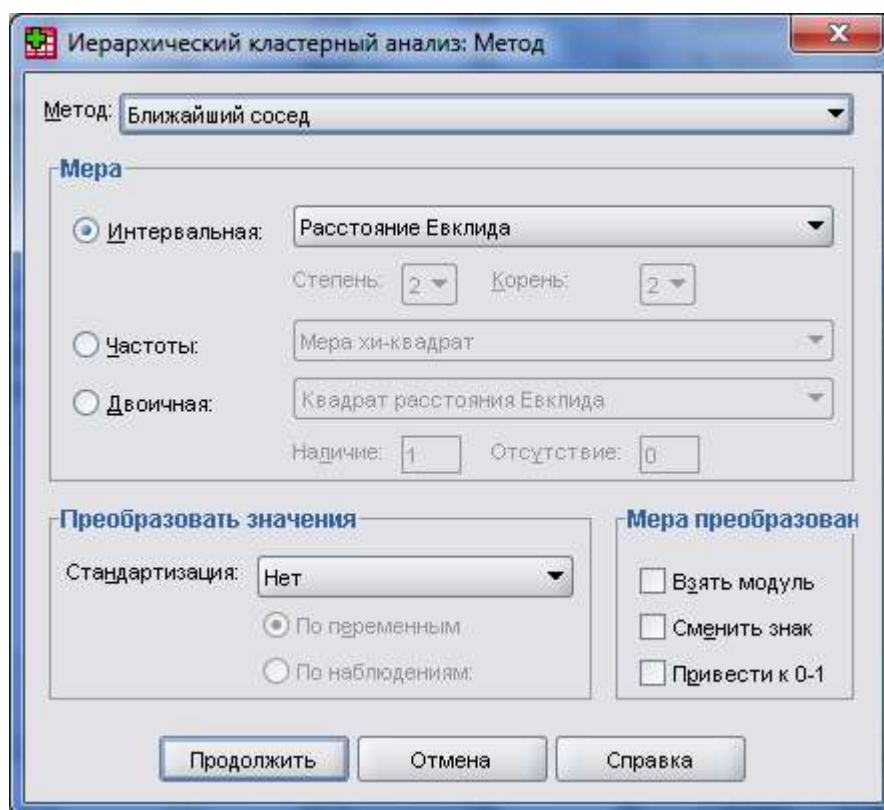 Иерархический кластерный анализ: Метод
Метод: Ближайший сосед
Мера
Интервальная: Расстояние Евклида
Степень: 2 Корень: 2
Частоты: Мера хи-квадрат
Двоичная: Квадрат расстояния Евклида
Наличие: 1 Отсутствие: 0
Преобразовать значения
Стандартизация: Нет
По переменным
По наблюдениям:
Мера преобразован
Взять модуль
Сменить знак
Привести к 0-1
Продолжить Отмена Справка